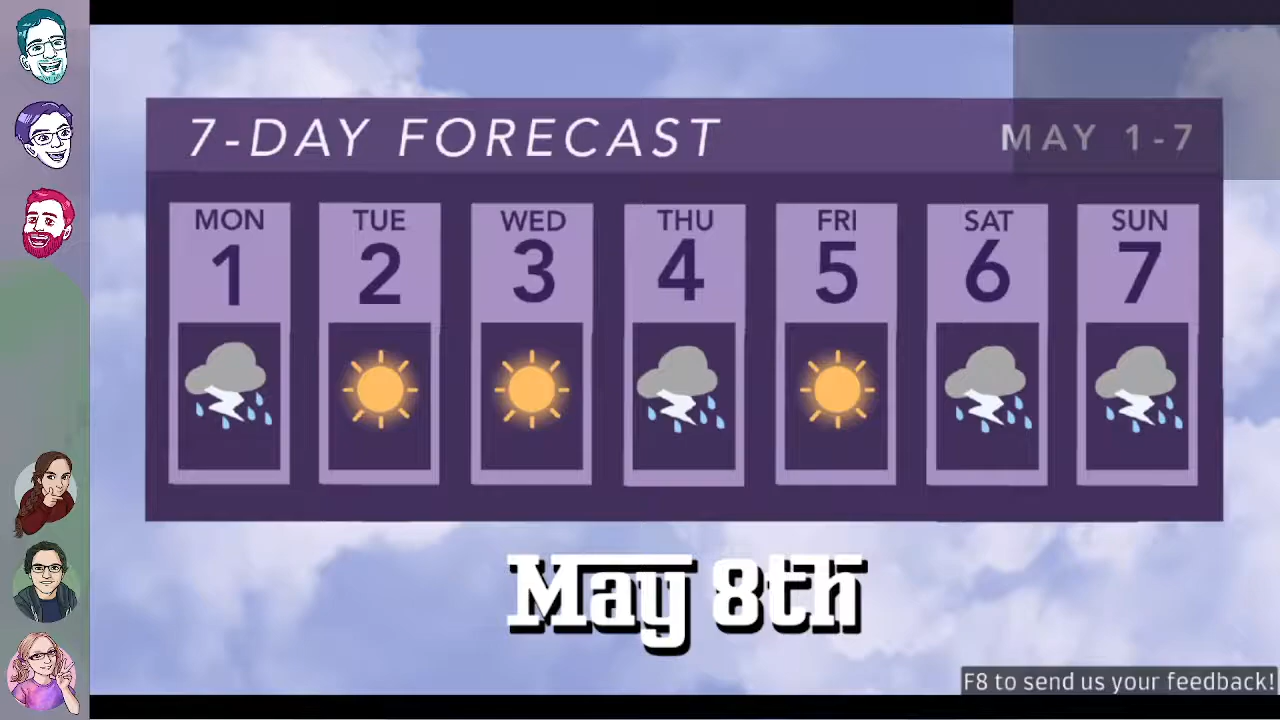 7-DAY FORECAST MAY 1-7
MON TUE WED THU FRI SAT SUN
1 2 3 4 5 6 7
May 8th
F8 to send us your feedback!